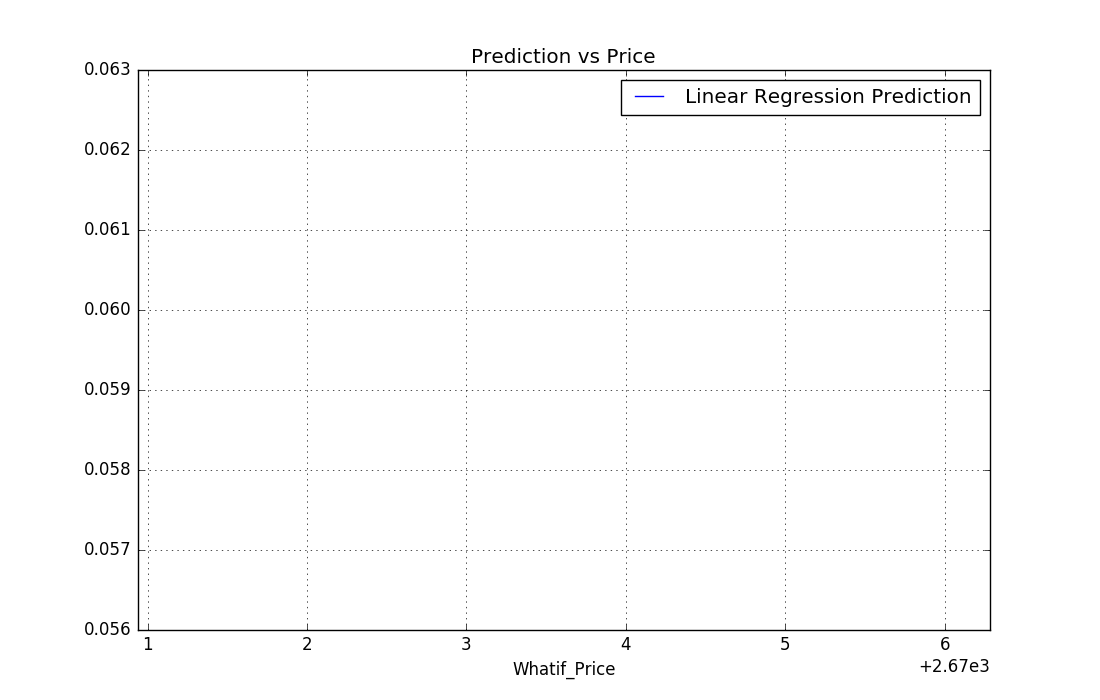 Prediction vs Price
Linear Regression Prediction
0.063
0.062
0.061
0.060
0.059
0.058
0.057
0.056
1 2 3 4 5 6
+2.67e3
Whatif_Price